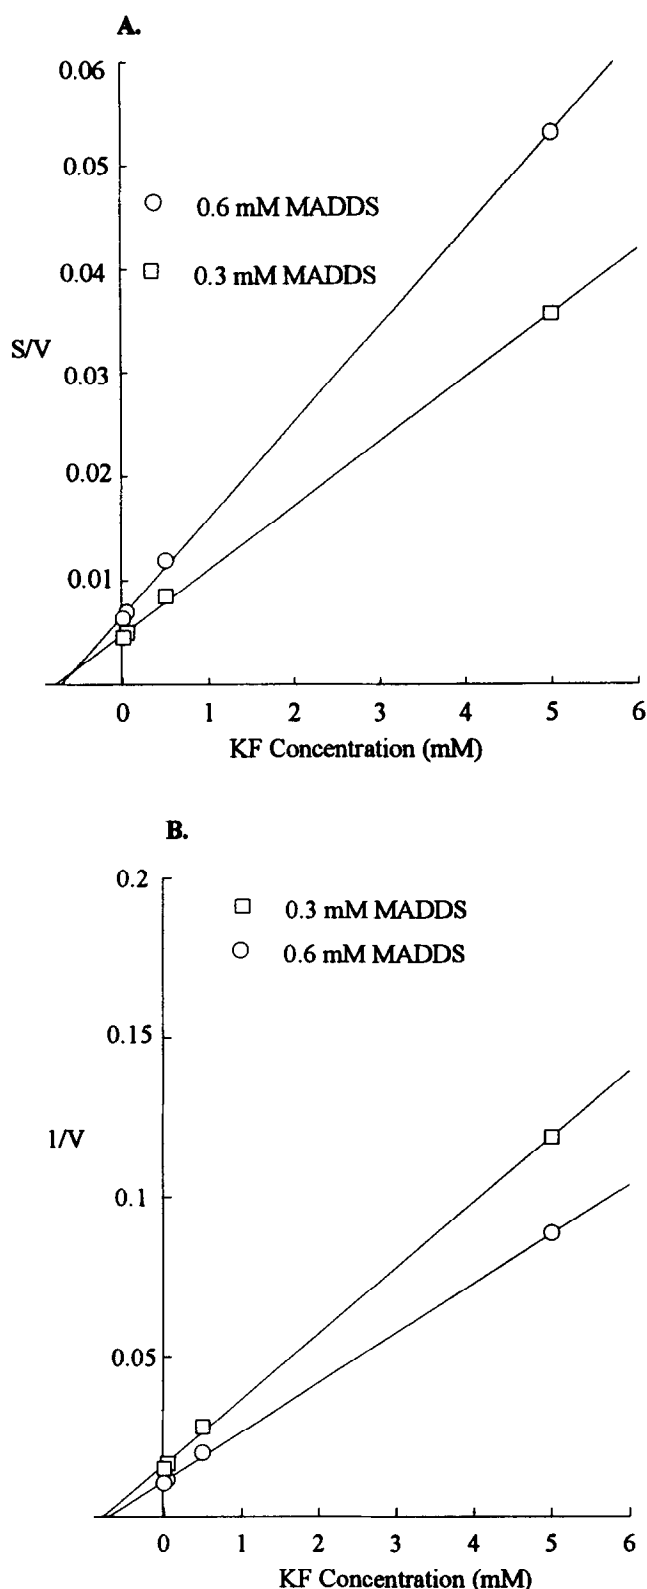 A.
0.06
0.05
0.6 mM MADDS
0.04
0.3 mM MADDS
S/V
0.03
0.02
0.01
0 1 2 3 4 5 6
KF Concentration (mM)
B.
0.2
0.3 mM MADDS
0.6 mM MADDS
0.15
1/V
0.1
0.05
0 1 2 3 4 5 6
KF Concentration (mM)